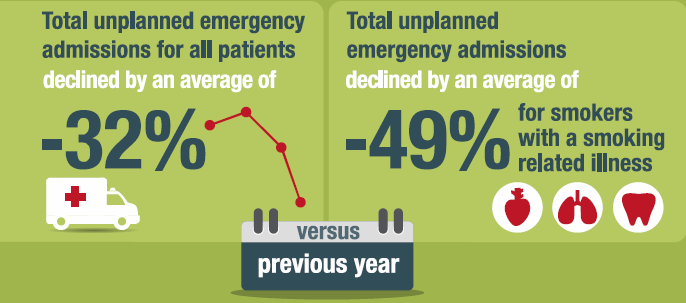 Total unplanned emergency
admissions for all patients
declined by an average of
-32%
Total unplanned
emergency admissions
declined by an average of
-49%
for smokers
with a smoking
related illness
versus
previous year